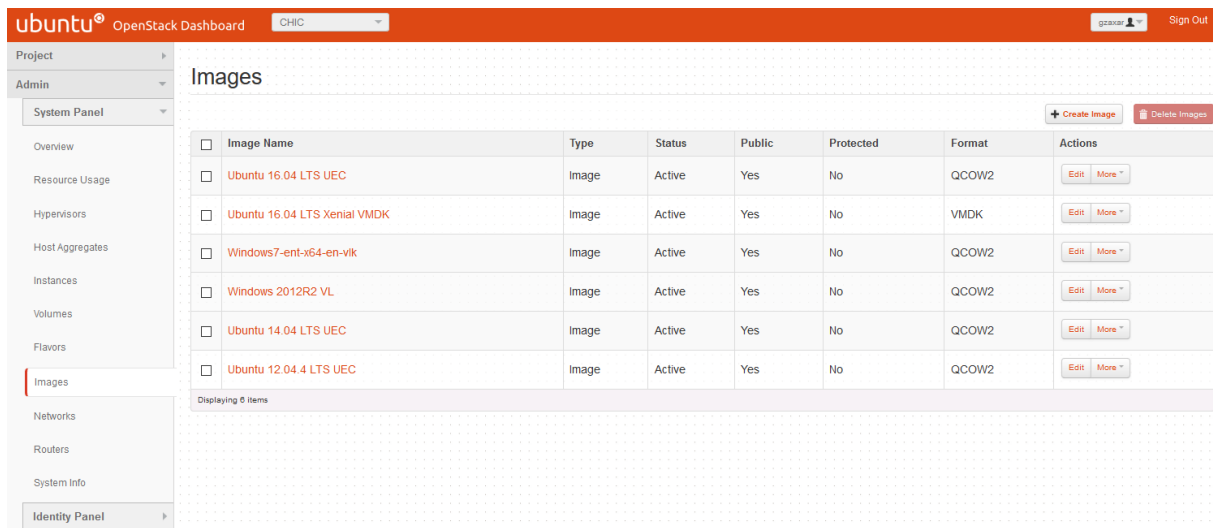 ubuntu® OpenStack Dashboard
CHIC
gzaxar
Sign Out
Project
Admin
System Panel
Overview
Resource Usage
Hypervisors
Host Aggregates
Instances
Volumes
Flavors
Images
Networks
Routers
System Info
Identity Panel
Images
Create Image Delete Images
Image Name Type Status Public Protected Format Actions
Ubuntu 16.04 LTS UEC Image Active Yes No QCOW2 Edit More
Ubuntu 16.04 LTS Xenial VMDK Image Active Yes No VMDK Edit More
Windows7-ent-x64-en-vlk Image Active Yes No QCOW2 Edit More
Windows 2012R2 VL Image Active Yes No QCOW2 Edit More
Ubuntu 14.04 LTS UEC Image Active Yes No QCOW2 Edit More
Ubuntu 12.04.4 LTS UEC Image Active Yes No QCOW2 Edit More
Displaying 6 items